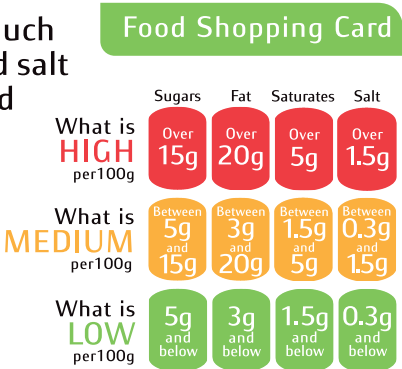 uch
d salt
d
Food Shopping Card
Sugars Fat Saturates Salt
What is
HIGH
per100g
Over
15g
Over
20g
Over
5g
Over
1.5g
What is
MEDIUM
per100g
Between
5g
and
15g
Between
3g
and
20g
Between
1.5g
and
5g
Between
0.3g
and
1.5g
What is
LOW
per100g
5g
and
below
3g
and
below
1.5g
and
below
0.3g
and
below